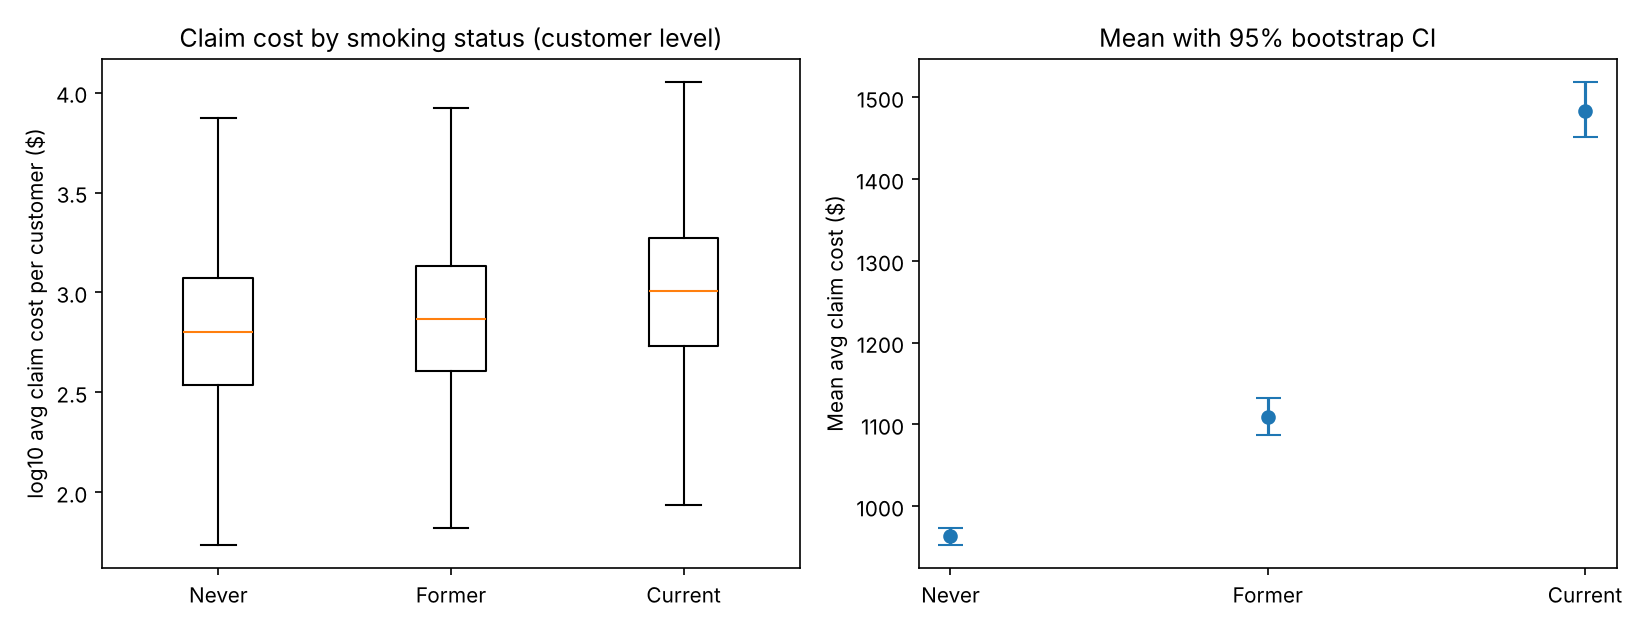 Claim cost by smoking status (customer level)
log10 avg claim cost per customer ($)
4.0
3.5
3.0
2.5
2.0
Never
Former
Current
Mean with 95% bootstrap CI
Mean avg claim cost ($)
1500
1400
1300
1200
1100
1000
Never
Former
Current